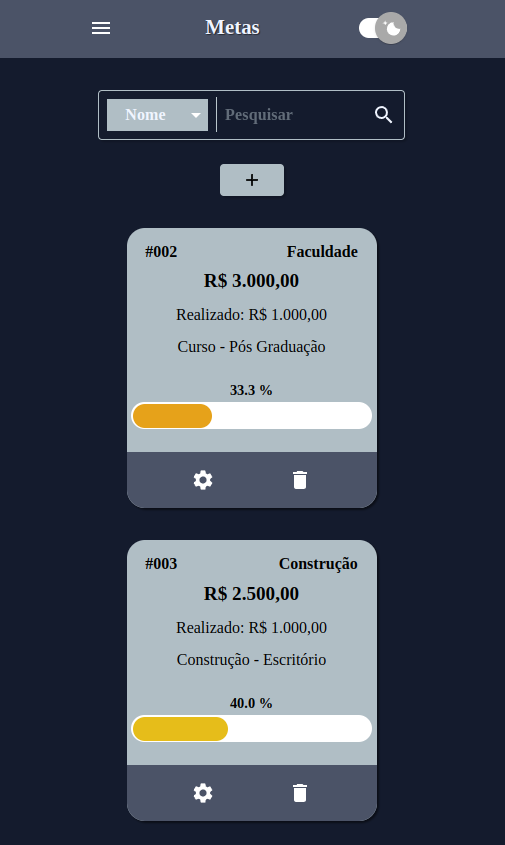 Metas
Nome Pesquisar
+
#002 Faculdade
R$ 3.000,00
Realizado: R$ 1.000,00
Curso - Pós Graduação
33.3 %
#003 Construção
R$ 2.500,00
Realizado: R$ 1.000,00
Construção - Escritório
40.0 %